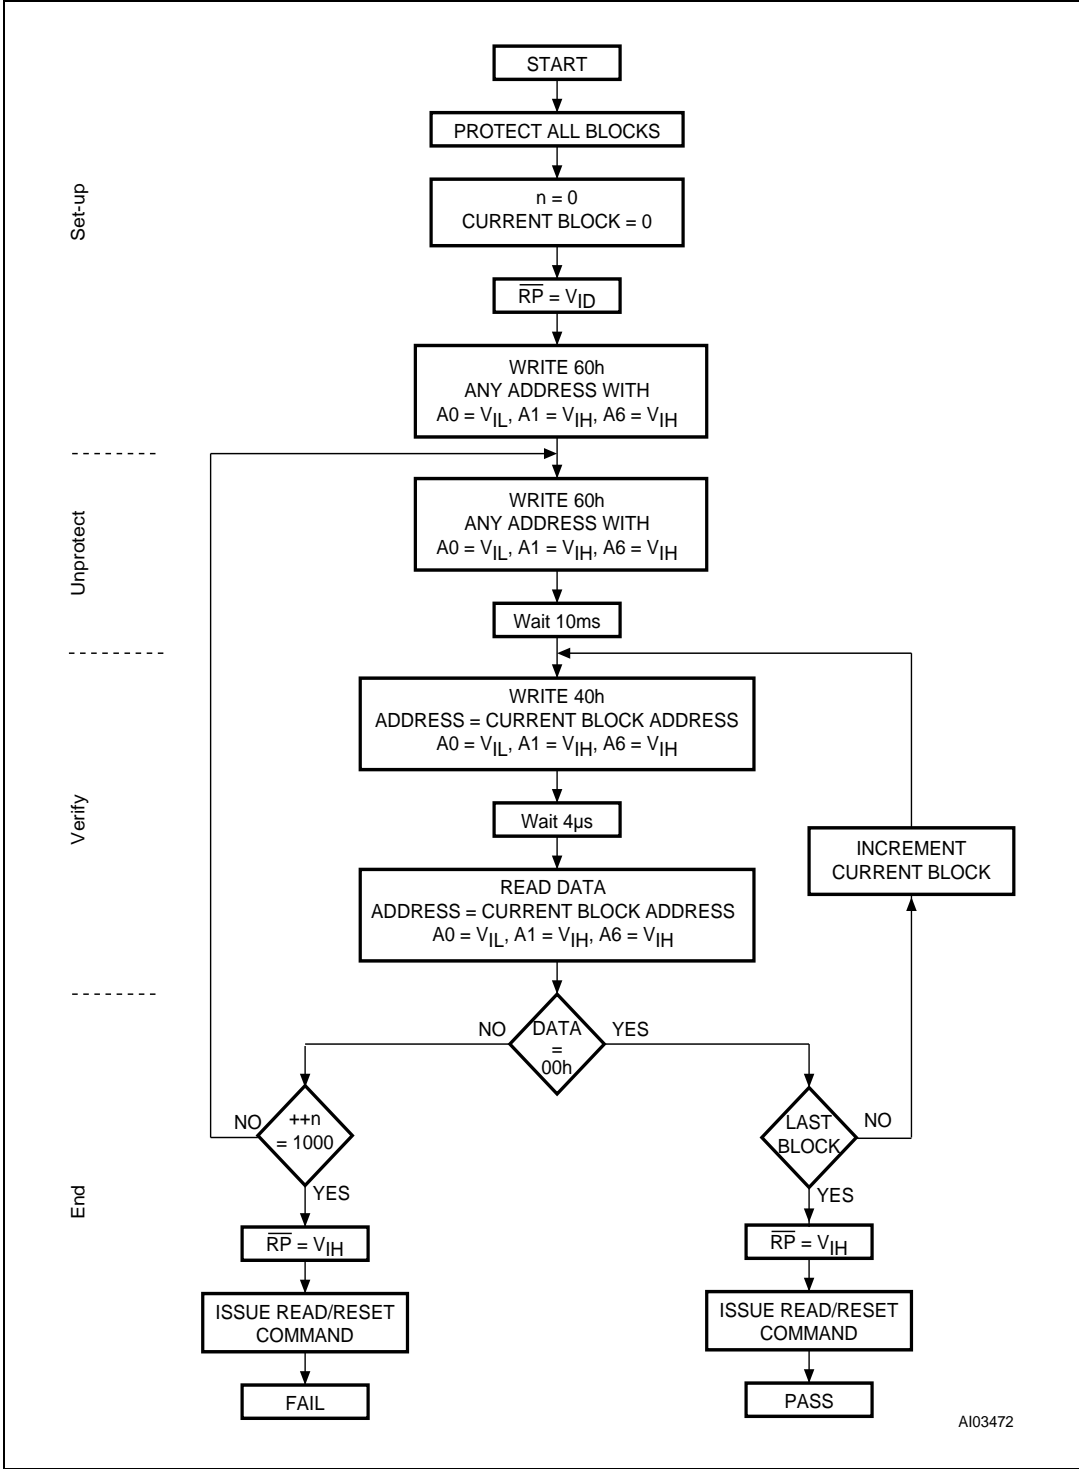 START
PROTECT ALL BLOCKS
Set-up
n = 0
CURRENT BLOCK = 0
R̅P̅ = VID
WRITE 60h
ANY ADDRESS WITH
A0 = VIL, A1 = VIH, A6 = VIH
Unprotect
WRITE 60h
ANY ADDRESS WITH
A0 = VIL, A1 = VIH, A6 = VIH
Wait 10ms
Verify
WRITE 40h
ADDRESS = CURRENT BLOCK ADDRESS
A0 = VIL, A1 = VIH, A6 = VIH
Wait 4µs
INCREMENT
CURRENT BLOCK
READ DATA
ADDRESS = CURRENT BLOCK ADDRESS
A0 = VIL, A1 = VIH, A6 = VIH
NO
DATA
=
00h
YES
End
NO
++n
= 1000
YES
LAST
BLOCK
NO
YES
R̅P̅ = VIH
R̅P̅ = VIH
ISSUE READ/RESET
COMMAND
ISSUE READ/RESET
COMMAND
FAIL
PASS
AI03472